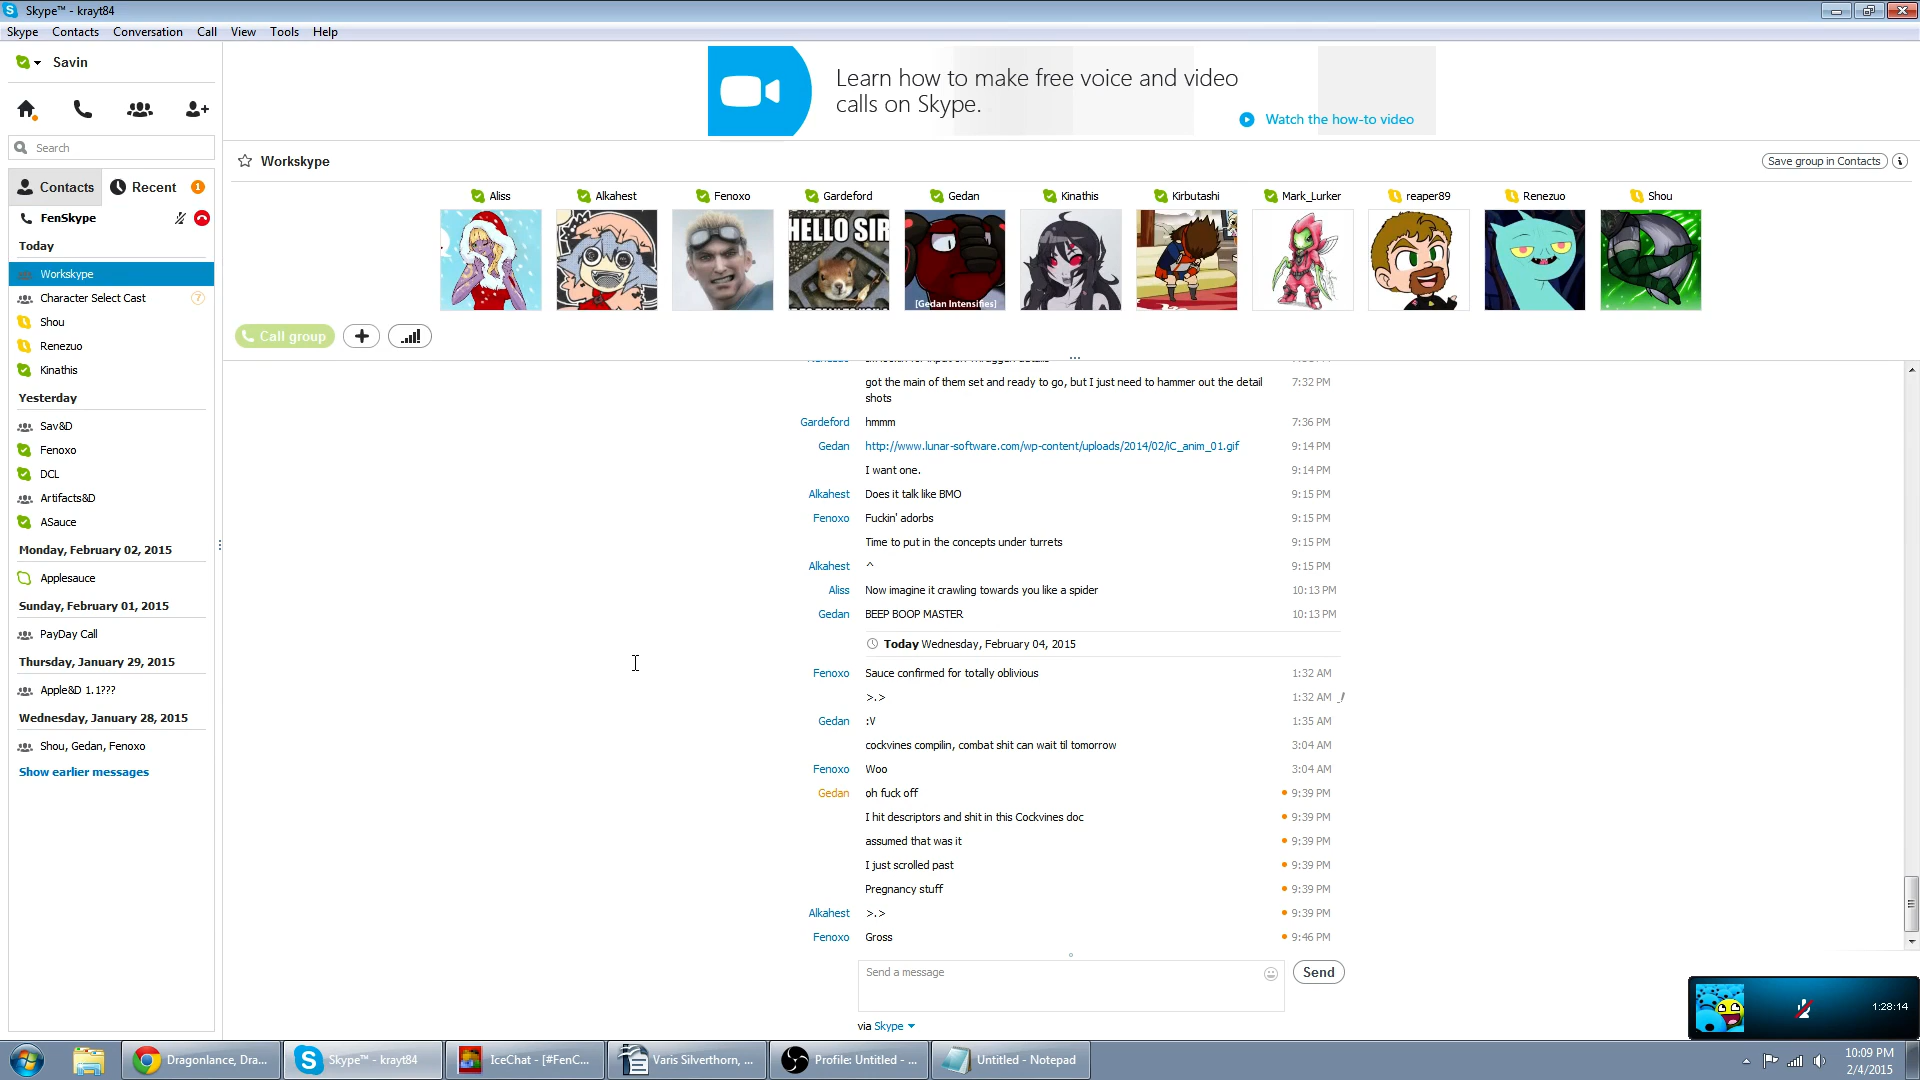 Skype™ - krayt84
Skype Contacts Conversation Call View Tools Help
Savin
Search
Contacts Recent 1
FenSkype
Today
Workskype
Character Select Cast ?
Shou
Renezuo
Kinathis
Yesterday
Sav&D
Fenoxo
DCL
Artifacts&D
ASauce
Monday, February 02, 2015
Applesauce
Sunday, February 01, 2015
PayDay Call
Thursday, January 29, 2015
Apple&D 1.1???
Wednesday, January 28, 2015
Shou, Gedan, Fenoxo
Show earlier messages
Learn how to make free voice and video
calls on Skype.
Watch the how-to video
Workskype
Save group in Contacts
Aliss Alkahest Fenoxo Gardeford Gedan Kinathis Kirbutashi Mark_Lurker reaper89 Renezuo Shou
HELLO SIR
[Gedan Intensifies]
Call group
got the main of them set and ready to go, but I just need to hammer out the detail 7:32 PM
shots
Gardeford hmmm 7:36 PM
Gedan http://www.lunar-software.com/wp-content/uploads/2014/02/iC_anim_01.gif 9:14 PM
I want one. 9:14 PM
Alkahest Does it talk like BMO 9:15 PM
Fenoxo Fuckin' adorbs 9:15 PM
Time to put in the concepts under turrets 9:15 PM
Alkahest ^ 9:15 PM
Aliss Now imagine it crawling towards you like a spider 10:13 PM
Gedan BEEP BOOP MASTER 10:13 PM
Today Wednesday, February 04, 2015
Fenoxo Sauce confirmed for totally oblivious 1:32 AM
>.> 1:32 AM
Gedan :V 1:35 AM
cockvines compilin, combat shit can wait til tomorrow 3:04 AM
Fenoxo Woo 3:04 AM
Gedan oh fuck off 9:39 PM
I hit descriptors and shit in this Cockvines doc 9:39 PM
assumed that was it 9:39 PM
I just scrolled past 9:39 PM
Pregnancy stuff 9:39 PM
Alkahest >.> 9:39 PM
Fenoxo Gross 9:46 PM
Send a message
Send
via Skype
1:28:14
Dragonlance, Dra...
Skype™ - krayt84
IceChat - [#FenC...
Varis Silverthorn, ...
Profile: Untitled - ...
Untitled - Notepad
10:09 PM
2/4/2015